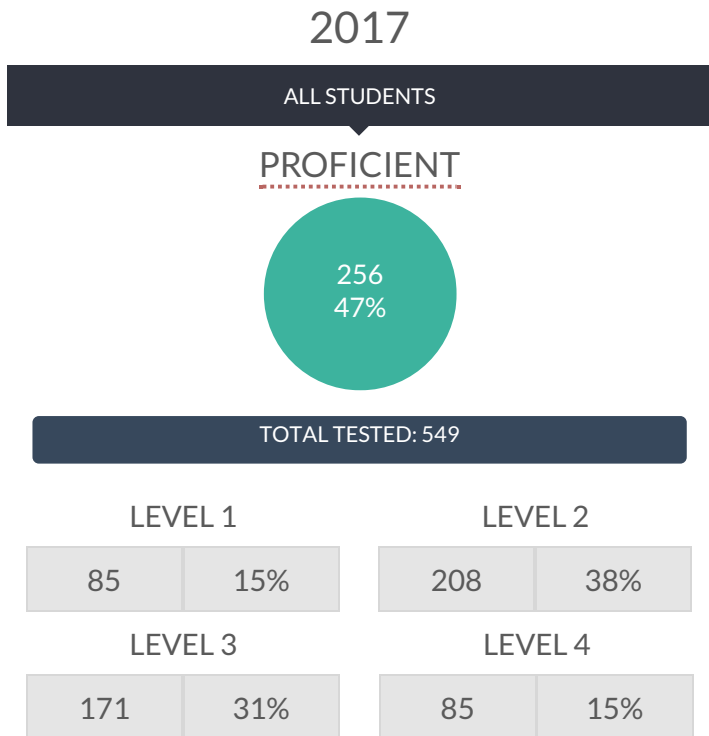 2017
ALL STUDENTS
PROFICIENT
256
47%
TOTAL TESTED: 549
LEVEL 1 LEVEL 2
85 15% 208 38%
LEVEL 3 LEVEL 4
171 31% 85 15%